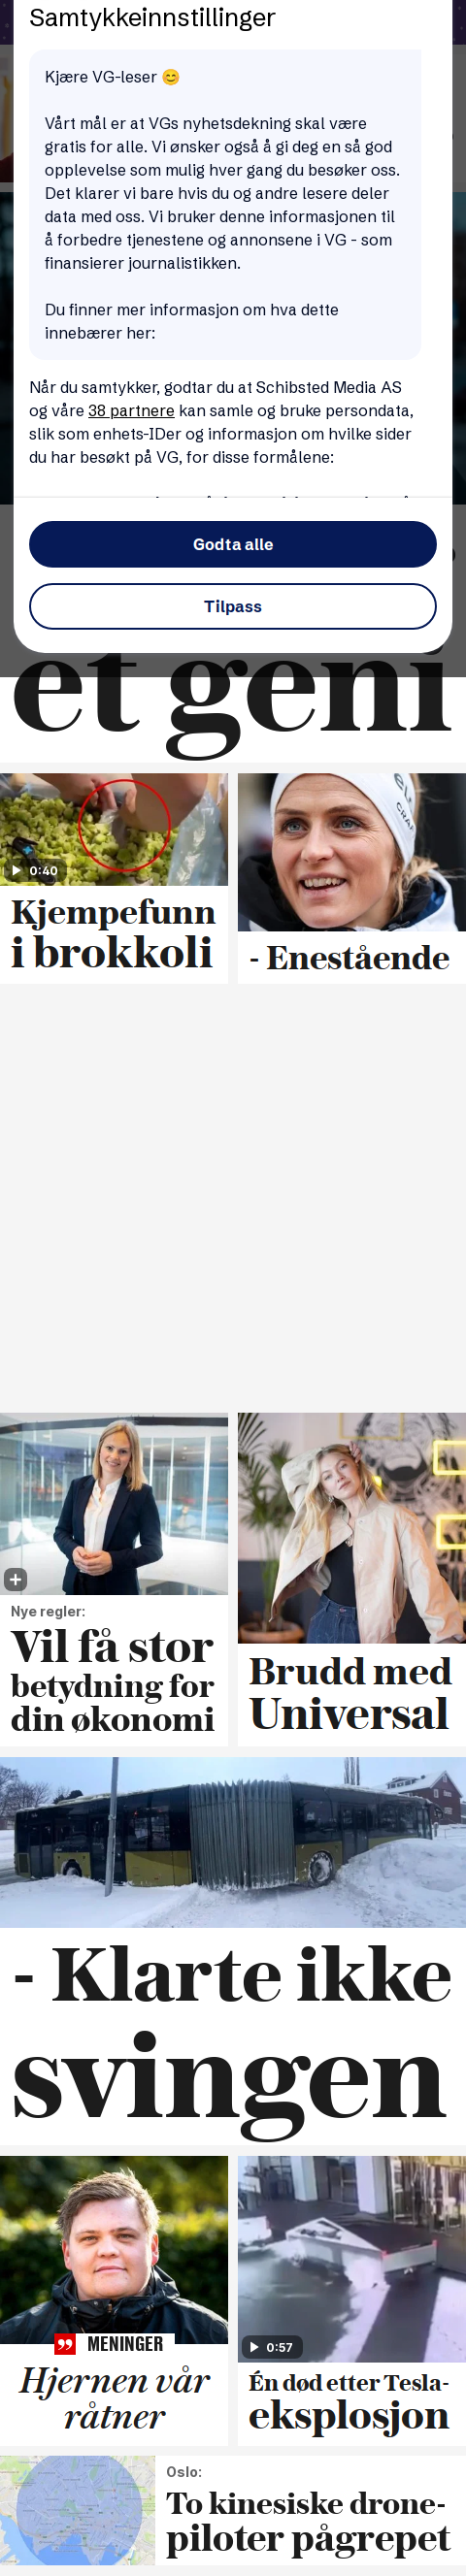 Samtykkeinnstillinger
Kjære VG-leser 😊
Vårt mål er at VGs nyhetsdekning skal være
gratis for alle. Vi ønsker også å gi deg en så god
opplevelse som mulig hver gang du besøker oss.
Det klarer vi bare hvis du og andre lesere deler
data med oss. Vi bruker denne informasjonen til
å forbedre tjenestene og annonsene i VG - som
finansierer journalistikken.
Du finner mer informasjon om hva dette
innebærer her:
Når du samtykker, godtar du at Schibsted Media AS
og våre 38 partnere kan samle og bruke persondata,
slik som enhets-IDer og informasjon om hvilke sider
du har besøkt på VG, for disse formålene:
Godta alle
Tilpass
et geni
0:40
Kjempefunn
i brokkoli
- Enestående
Nye regler:
Vil få stor
betydning for
din økonomi
Brudd med
Universal
- Klarte ikke
svingen
MENINGER
Hjernen vår
råtner
0:57
Én død etter Tesla-
eksplosjon
Oslo:
To kinesiske drone-
piloter pågrepet